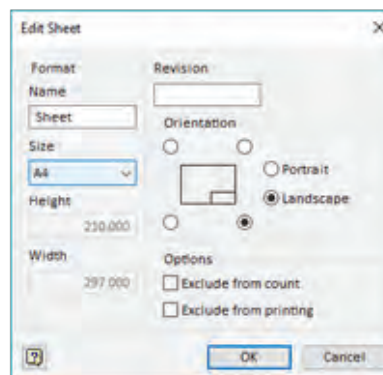 Edit Sheet
Format
Name
Sheet
Size
A4
Height
210.000
Width
297.000
Revision
Orientation
Portrait
Landscape
Options
Exclude from count
Exclude from printing
?
OK
Cancel